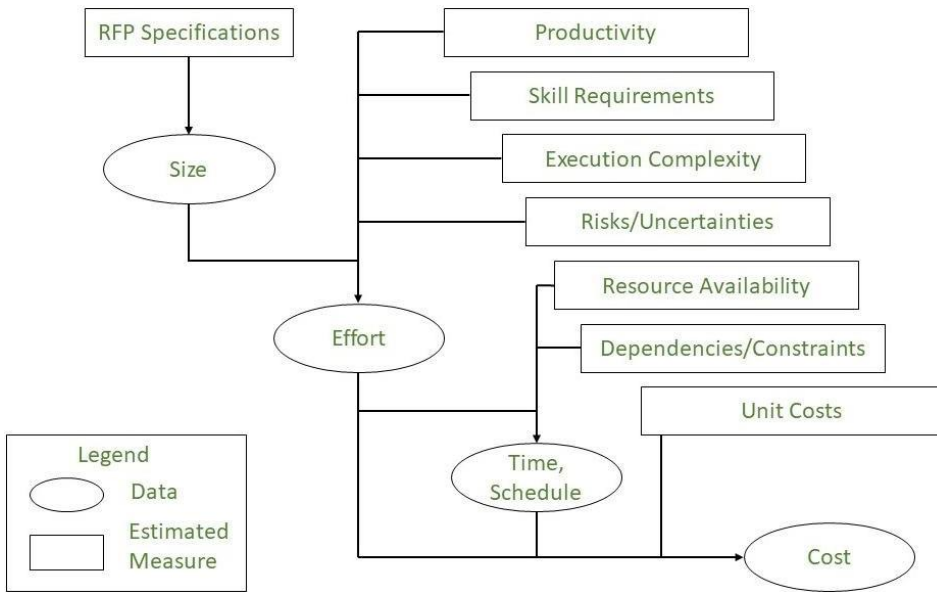 RFP Specifications
Productivity
Skill Requirements
Size
Execution Complexity
Risks/Uncertainties
Resource Availability
Effort
Dependencies/Constraints
Unit Costs
Legend
Data
Estimated
Measure
Time,
Schedule
Cost